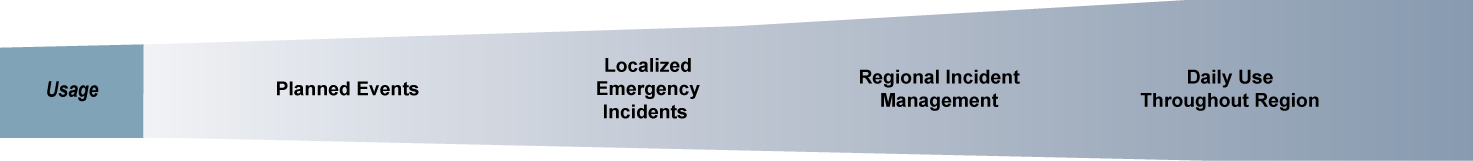 Usage
Planned Events
Localized
Emergency
Incidents
Regional Incident
Management
Daily Use
Throughout Region